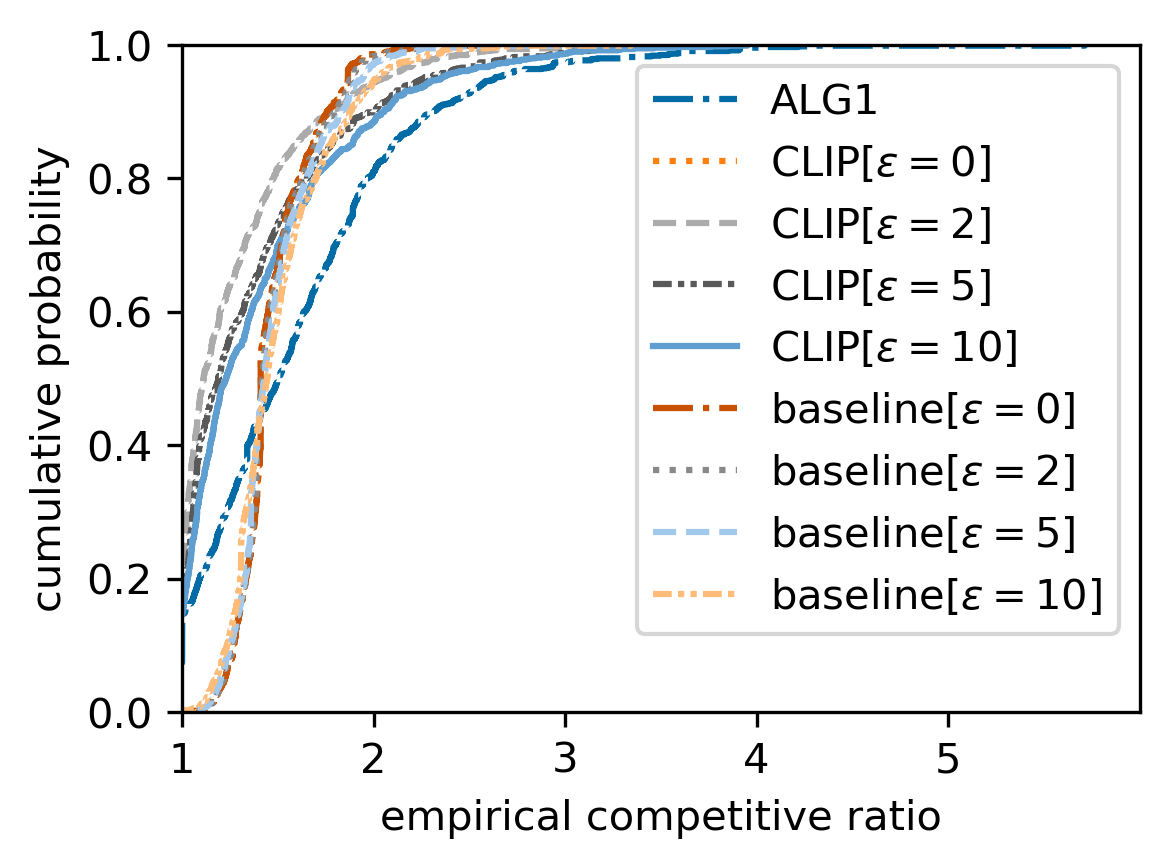 1.0
0.8
0.6
0.4
0.2
0.0
cumulative probability
1 2 3 4 5
empirical competitive ratio
ALG1
CLIP[ε = 0]
CLIP[ε = 2]
CLIP[ε = 5]
CLIP[ε = 10]
baseline[ε = 0]
baseline[ε = 2]
baseline[ε = 5]
baseline[ε = 10]